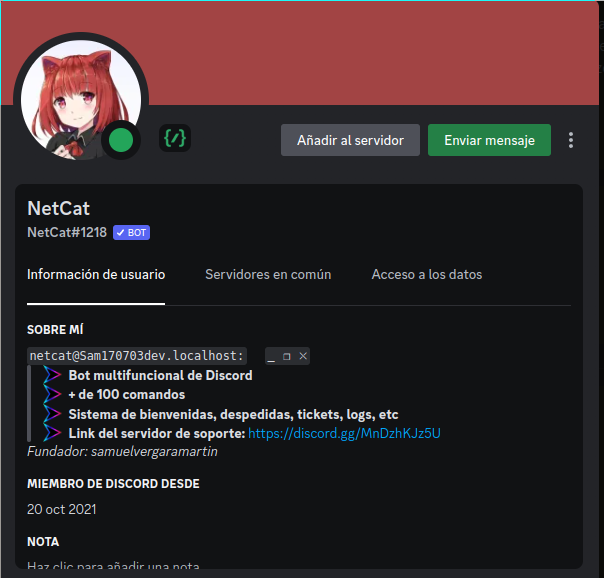 {/}
Añadir al servidor
Enviar mensaje
NetCat
NetCat#1218 ✓ BOT
Información de usuario
Servidores en común
Acceso a los datos
SOBRE MÍ
netcat@Sam170703dev.localhost: _ ❐ ×
Bot multifuncional de Discord
+ de 100 comandos
Sistema de bienvenidas, despedidas, tickets, logs, etc
Link del servidor de soporte: https://discord.gg/MnDzhKJz5U
Fundador: samuelvergaramartin
MIEMBRO DE DISCORD DESDE
20 oct 2021
NOTA
Haz clic para añadir una nota